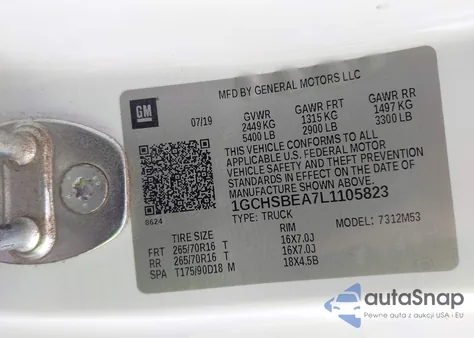 MFD BY GENERAL MOTORS LLC
GM
07/19
GVWR GAWR FRT GAWR RR
2449 KG 1315 KG 1497 KG
5400 LB 2900 LB 3300 LB
THIS VEHICLE CONFORMS TO ALL
APPLICABLE U.S. FEDERAL MOTOR
VEHICLE SAFETY AND THEFT PREVENTION
STANDARDS IN EFFECT ON THE DATE OF
MANUFACTURE SHOWN ABOVE.
1GCHSBEA7L1105823
TYPE: TRUCK 7312M53
S624
TIRE SIZE RIM
FRT 265/70R16 T 16X7.0J
RR 265/70R16 T 16X7.0J
SPA T175/90D18 M 18X4.5B
autoSnap
Pewne auta z aukcji USA i EU